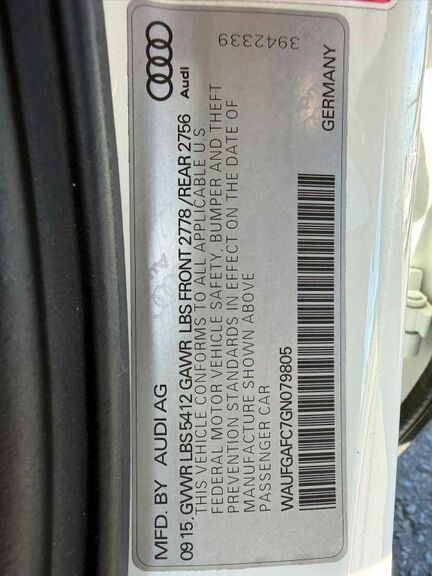 MFD. BY AUDI AG
Audi
09 15. GVWR LBS 5412 GAWR LBS FRONT 2778 / REAR 2756
THIS VEHICLE CONFORMS TO ALL APPLICABLE U.S.
FEDERAL MOTOR VEHICLE SAFETY, BUMPER AND THEFT
PREVENTION STANDARDS IN EFFECT ON THE DATE OF
MANUFACTURE SHOWN ABOVE
PASSENGER CAR
WAUFGAFC7GN079805
3942339
GERMANY